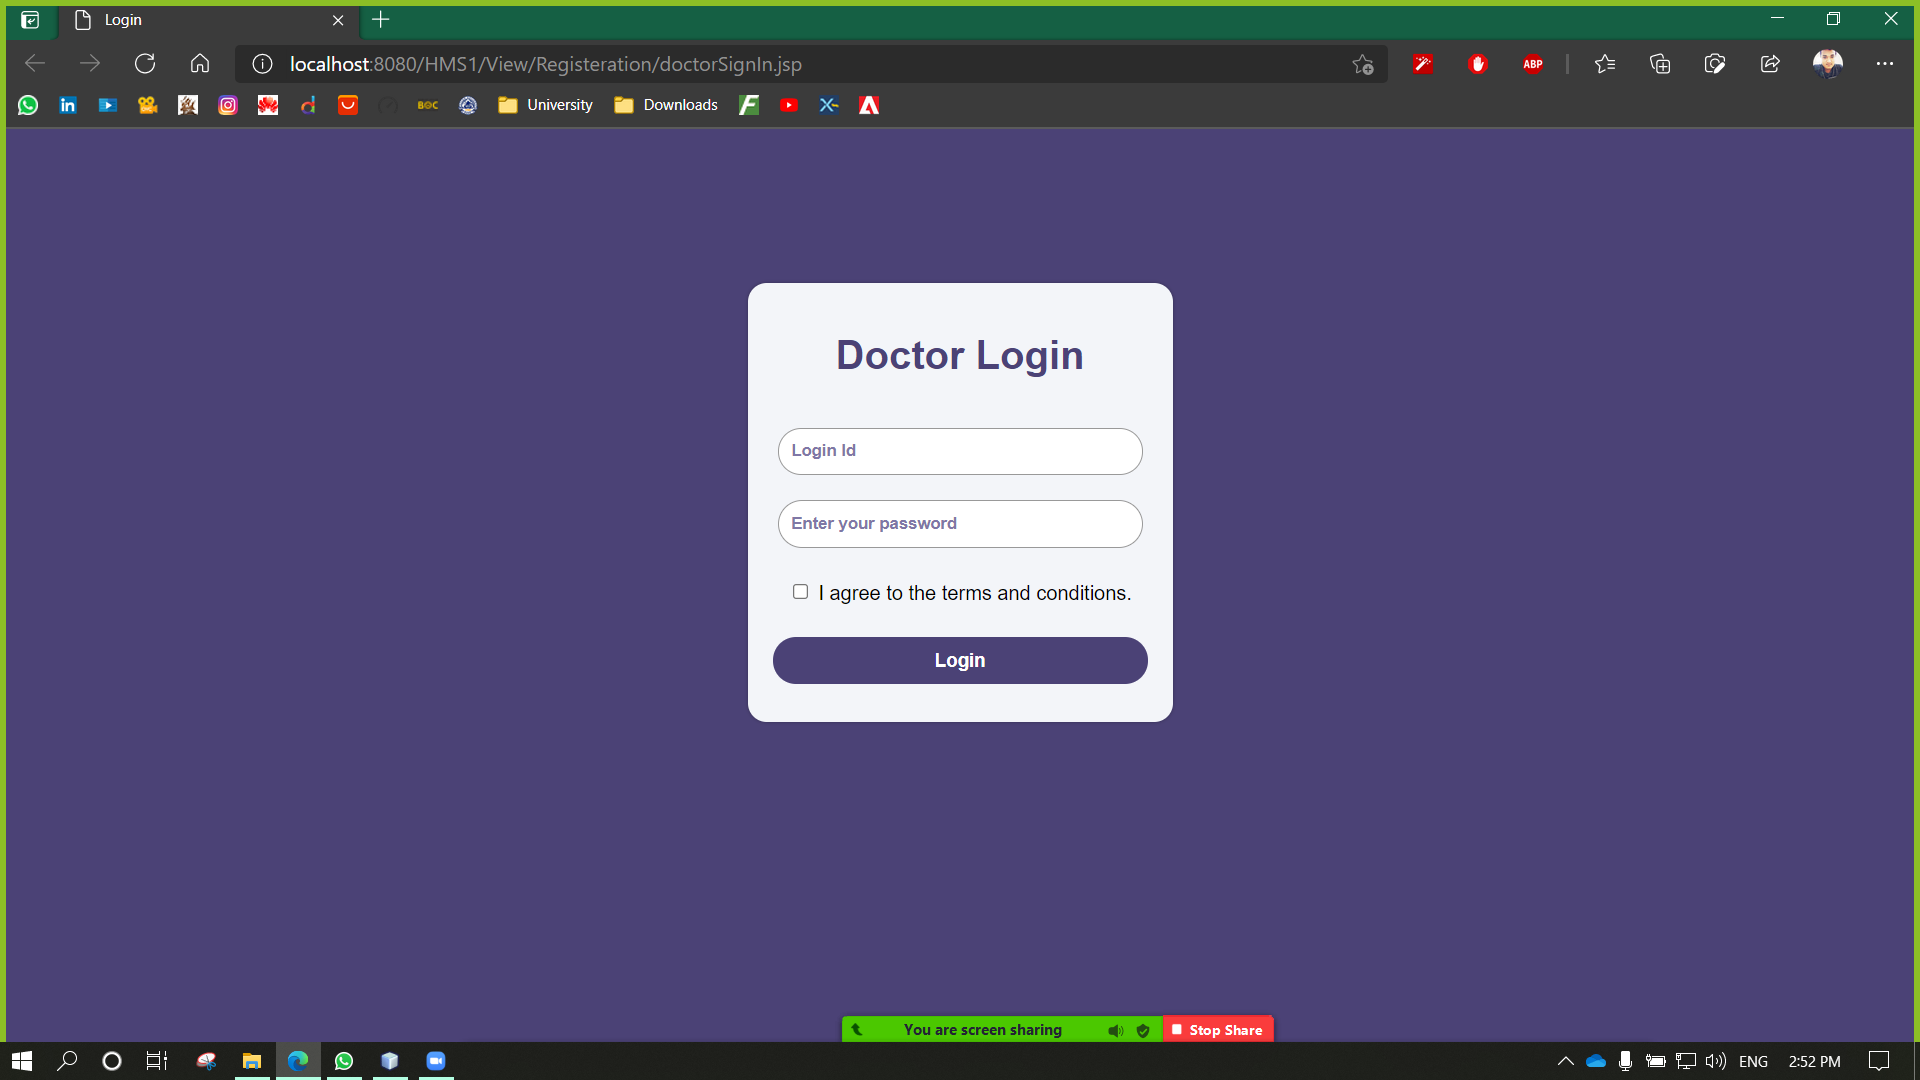 Login
localhost:8080/HMS1/View/Registeration/doctorSignIn.jsp
ABP
BOC
University
Downloads
Doctor Login
Login Id
Enter your password
I agree to the terms and conditions.
Login
You are screen sharing
Stop Share
ENG
2:52 PM